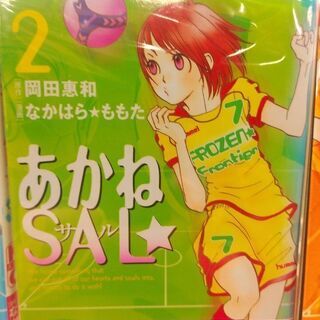 2
原作 岡田惠和
漫画 なかはら★ももた
あかね
SAL★
サル
7
FROZEN★
Frontier
7